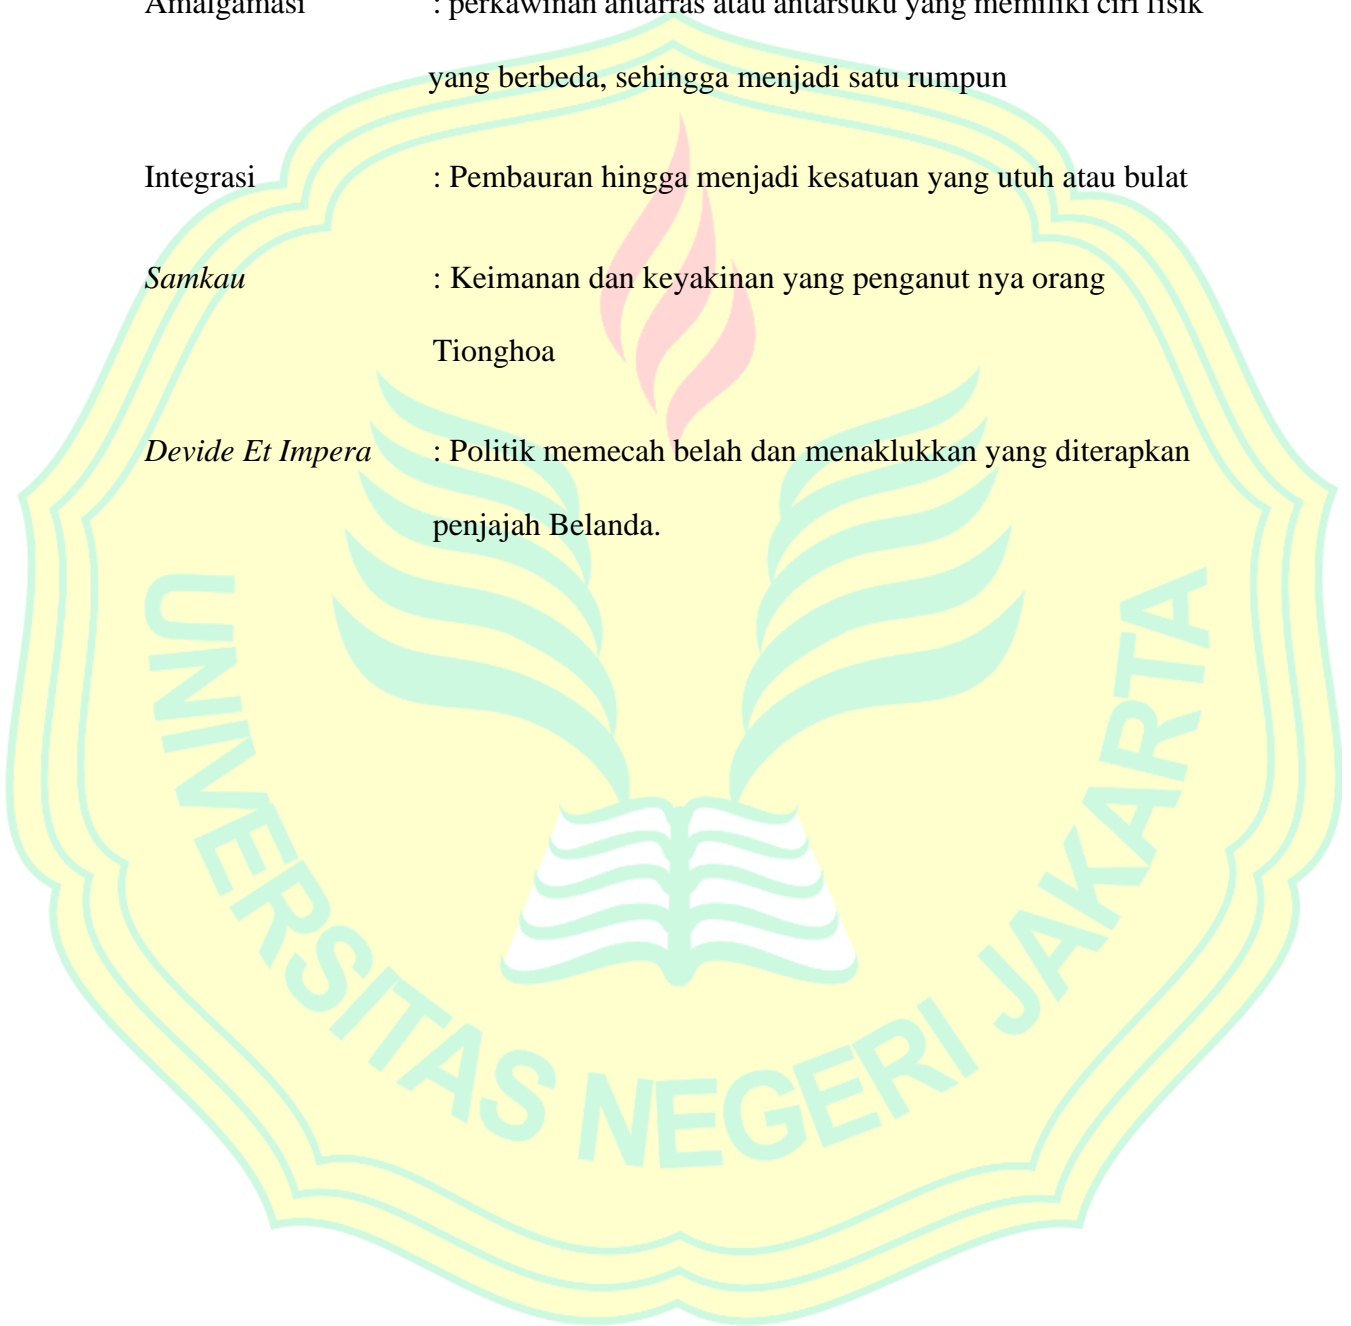 Amalgamasi : perkawinan antarras atau antarsuku yang memiliki ciri fisik
yang berbeda, sehingga menjadi satu rumpun
Integrasi : Pembauran hingga menjadi kesatuan yang utuh atau bulat
Samkau : Keimanan dan keyakinan yang penganut nya orang
Tionghoa
Devide Et Impera : Politik memecah belah dan menaklukkan yang diterapkan
penjajah Belanda.
UNIVERSITAS NEGERI JAKARTA